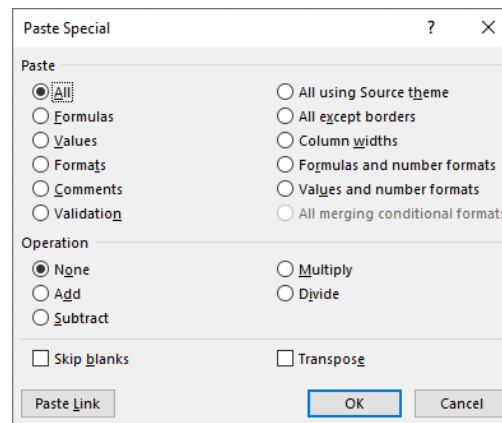 Paste Special ?
Paste
All All using Source theme
Formulas All except borders
Values Column widths
Formats Formulas and number formats
Comments Values and number formats
Validation All merging conditional formats
Operation
None Multiply
Add Divide
Subtract
Skip blanks Transpose
Paste Link OK Cancel